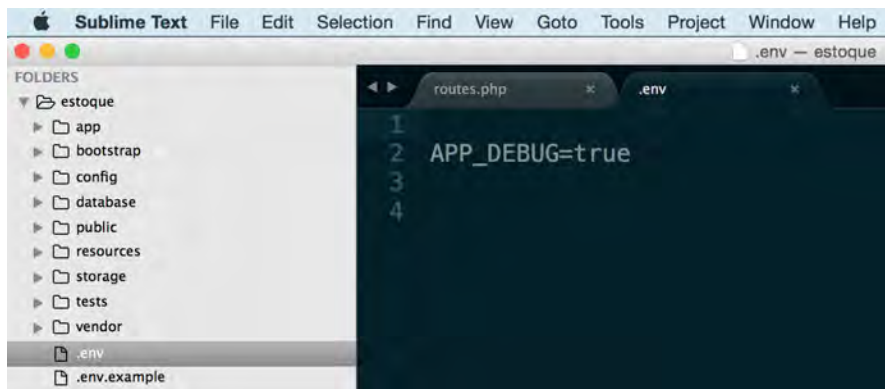 Sublime Text File Edit Selection Find View Goto Tools Project Window Help
.env — estoque
FOLDERS
estoque
app
bootstrap
config
database
public
resources
storage
tests
vendor
.env
.env.example
routes.php × .env ×
1
2 APP_DEBUG=true
3
4